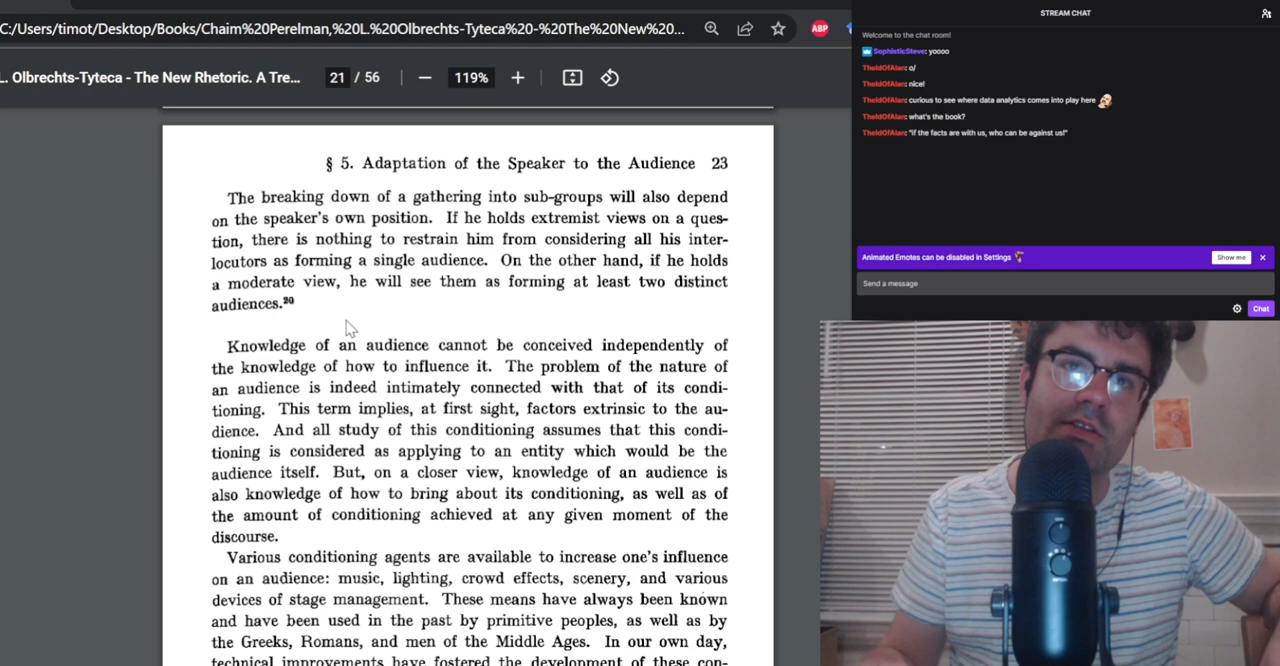 C:/Users/timot/Desktop/Books/Chaim%20Perelman,%20L.%20Olbrechts-Tyteca%20-%20The%20New%20...
ABP
L. Olbrechts-Tyteca - The New Rhetoric. A Tre...
21 / 56
119%
§ 5. Adaptation of the Speaker to the Audience 23
The breaking down of a gathering into sub-groups will also depend
on the speaker's own position. If he holds extremist views on a ques-
tion, there is nothing to restrain him from considering all his inter-
locutors as forming a single audience. On the other hand, if he holds
a moderate view, he will see them as forming at least two distinct
audiences.²⁰
Knowledge of an audience cannot be conceived independently of
the knowledge of how to influence it. The problem of the nature of
an audience is indeed intimately connected with that of its condi-
tioning. This term implies, at first sight, factors extrinsic to the au-
dience. And all study of this conditioning assumes that this condi-
tioning is considered as applying to an entity which would be the
audience itself. But, on a closer view, knowledge of an audience is
also knowledge of how to bring about its conditioning, as well as of
the amount of conditioning achieved at any given moment of the
discourse.
Various conditioning agents are available to increase one's influence
on an audience: music, lighting, crowd effects, scenery, and various
devices of stage management. These means have always been known
and have been used in the past by primitive peoples, as well as by
the Greeks, Romans, and men of the Middle Ages. In our own day,
technical improvements have fostered the development of these con-
STREAM CHAT
Welcome to the chat room!
SophisticSteve: yoooo
TheIdOfAlan: o/
TheIdOfAlan: nice!
TheIdOfAlan: curious to see where data analytics comes into play here
TheIdOfAlan: what's the book?
TheIdOfAlan: "if the facts are with us, who can be against us!"
Animated Emotes can be disabled in Settings
Show me
Send a message
Chat